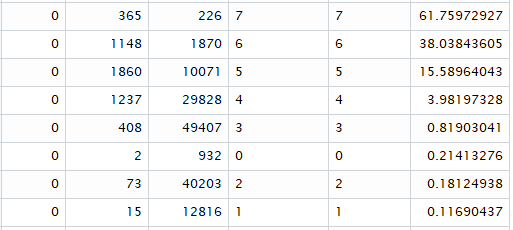 0 365 226 7 7 61.75972927
0 1148 1870 6 6 38.03843605
0 1860 10071 5 5 15.58964043
0 1237 29828 4 4 3.98197328
0 408 49407 3 3 0.81903041
0 2 932 0 0 0.21413276
0 73 40203 2 2 0.18124938
0 15 12816 1 1 0.11690437